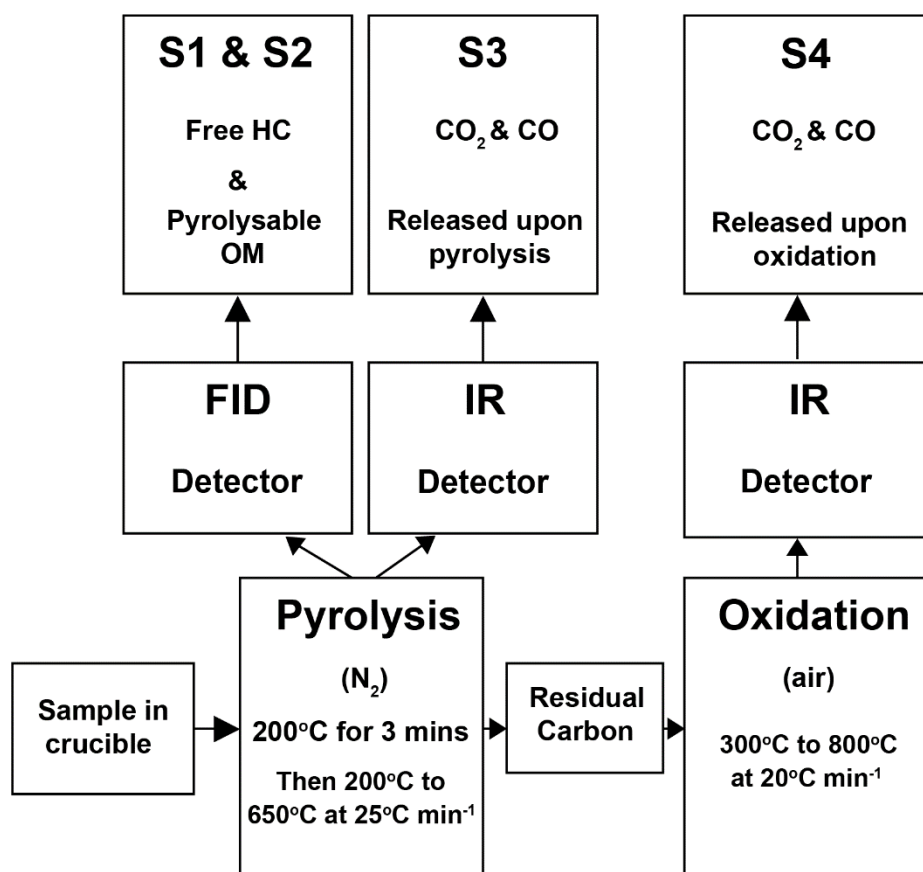 S1 & S2
Free HC
&
Pyrolysable
OM
S3
CO₂ & CO
Released upon
pyrolysis
S4
CO₂ & CO
Released upon
oxidation
FID
Detector
IR
Detector
IR
Detector
Sample in
crucible
Pyrolysis
(N₂)
200°C for 3 mins
Then 200°C to
650°C at 25°C min⁻¹
Residual
Carbon
Oxidation
(air)
300°C to 800°C
at 20°C min⁻¹